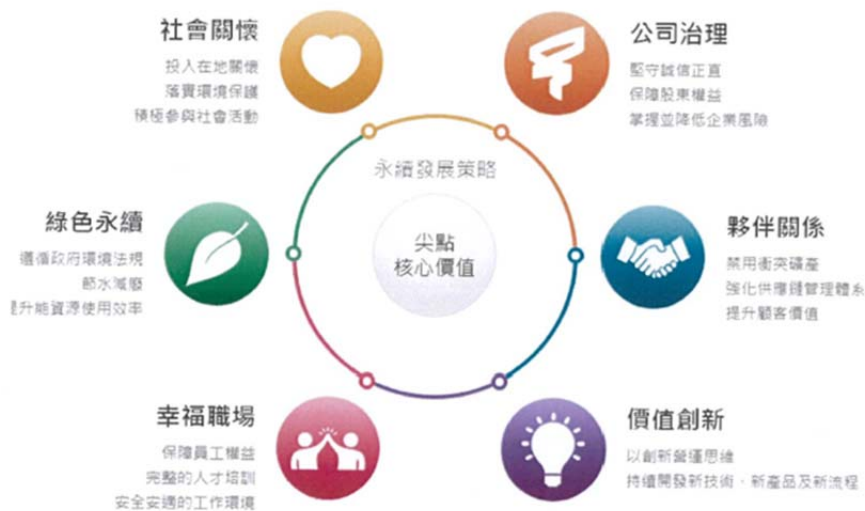 社會關懷
投入在地關懷
落實環境保護
積極參與社會活動
公司治理
堅守誠信正直
保障股東權益
掌握並降低企業風險
永續發展策略
尖點
核心價值
綠色永續
遵循政府環境法規
節水減廢
提升能資源使用效率
夥伴關係
禁用衝突礦產
強化供應鏈管理體系
提升顧客價值
幸福職場
保障員工權益
完整的人才培訓
安全安適的工作環境
價值創新
以創新營運思維
持續開發新技術、新產品及新流程